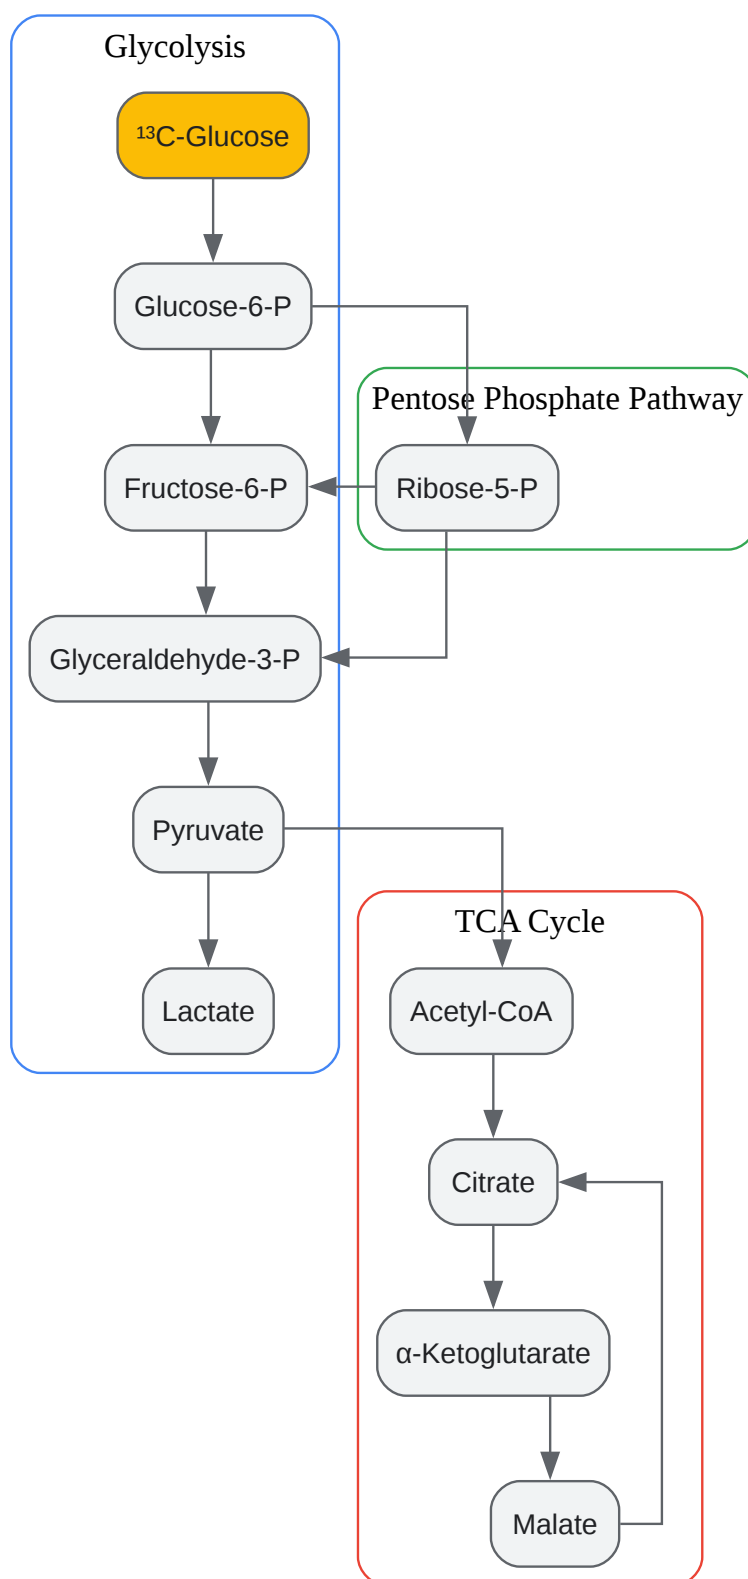 Glycolysis
¹³C-Glucose
Glucose-6-P
Pentose Phosphate Pathway
Fructose-6-P
Ribose-5-P
Glyceraldehyde-3-P
Pyruvate
TCA Cycle
Lactate
Acetyl-CoA
Citrate
α-Ketoglutarate
Malate